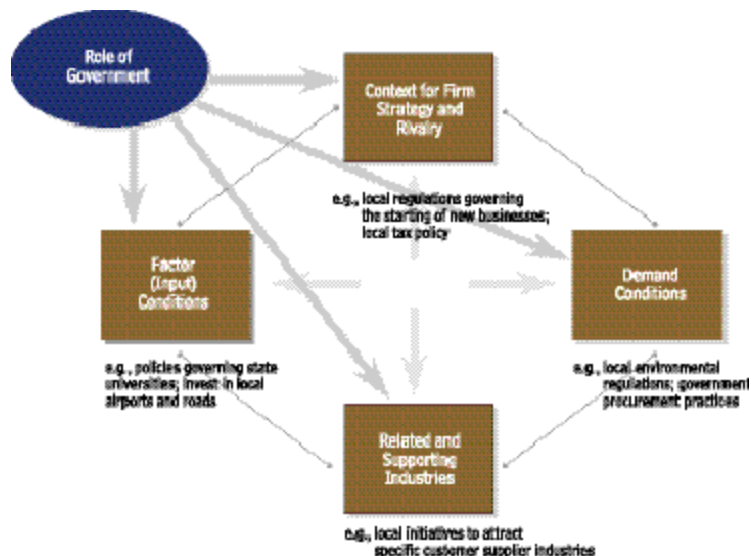 Role of
Government
Context for Firm
Strategy and
Rivalry
e.g., local regulations governing
the starting of new businesses;
local tax policy
Factor
(Input)
Conditions
Demand
Conditions
e.g., policies governing state
universities; invest in local
airports and roads
e.g., local environmental
regulations; government
procurement practices
Related and
Supporting
Industries
e.g., local initiatives to attract
specific customer supplier industries